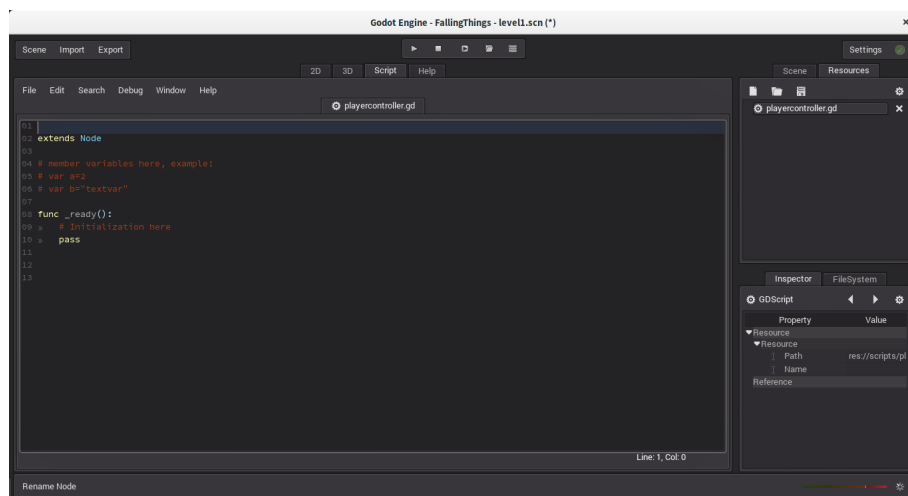 Godot Engine - FallingThings - level1.scn (*)
Scene Import Export
Settings
2D 3D Script Help
Scene Resources
File Edit Search Debug Window Help
playercontroller.gd
playercontroller.gd
01
02 extends Node
03
04 # member variables here, example:
05 # var a=2
06 # var b="textvar"
07
08 func _ready():
09 » # Initialization here
10 » pass
11
12
13
Line: 1, Col: 0
Inspector FileSystem
GDScript
Property Value
Resource
Resource
Path res://scripts/pl
Name
Reference
Rename Node